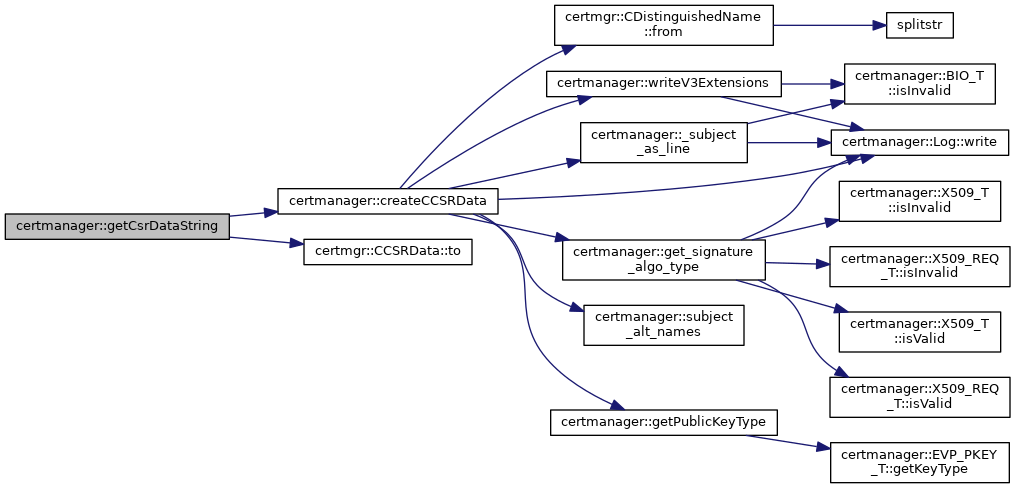 certmanager::getCsrDataString
certmanager::createCCSRData
certmgr::CCSRData::to
certmgr::CDistinguishedName
::from
certmanager::writeV3Extensions
certmanager::_subject
_as_line
certmanager::get_signature
_algo_type
certmanager::subject
_alt_names
certmanager::getPublicKeyType
splitstr
certmanager::BIO_T
::isInvalid
certmanager::Log::write
certmanager::X509_T
::isInvalid
certmanager::X509_REQ
_T::isInvalid
certmanager::X509_T
::isValid
certmanager::X509_REQ
_T::isValid
certmanager::EVP_PKEY
_T::getKeyType